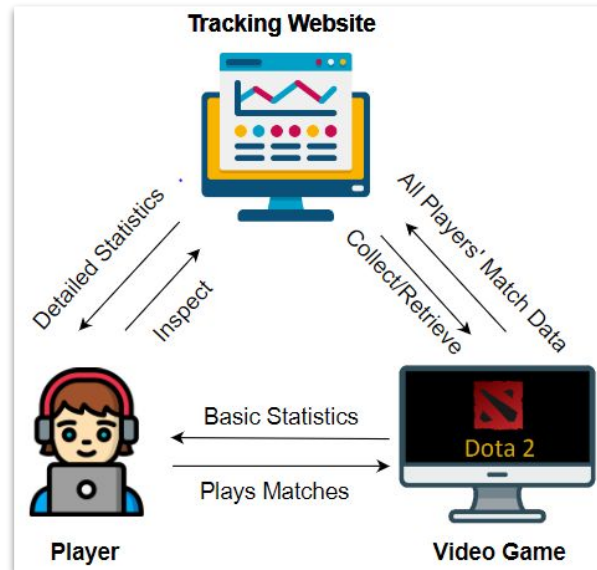 Tracking Website
Detailed Statistics
Inspect
Collect/Retrieve
All Players' Match Data
Basic Statistics
Plays Matches
Dota 2
Player
Video Game